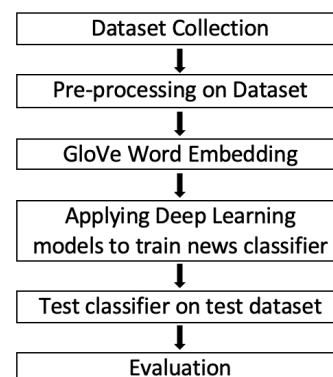 Dataset Collection
Pre-processing on Dataset
GloVe Word Embedding
Applying Deep Learning
models to train news classifier
Test classifier on test dataset
Evaluation